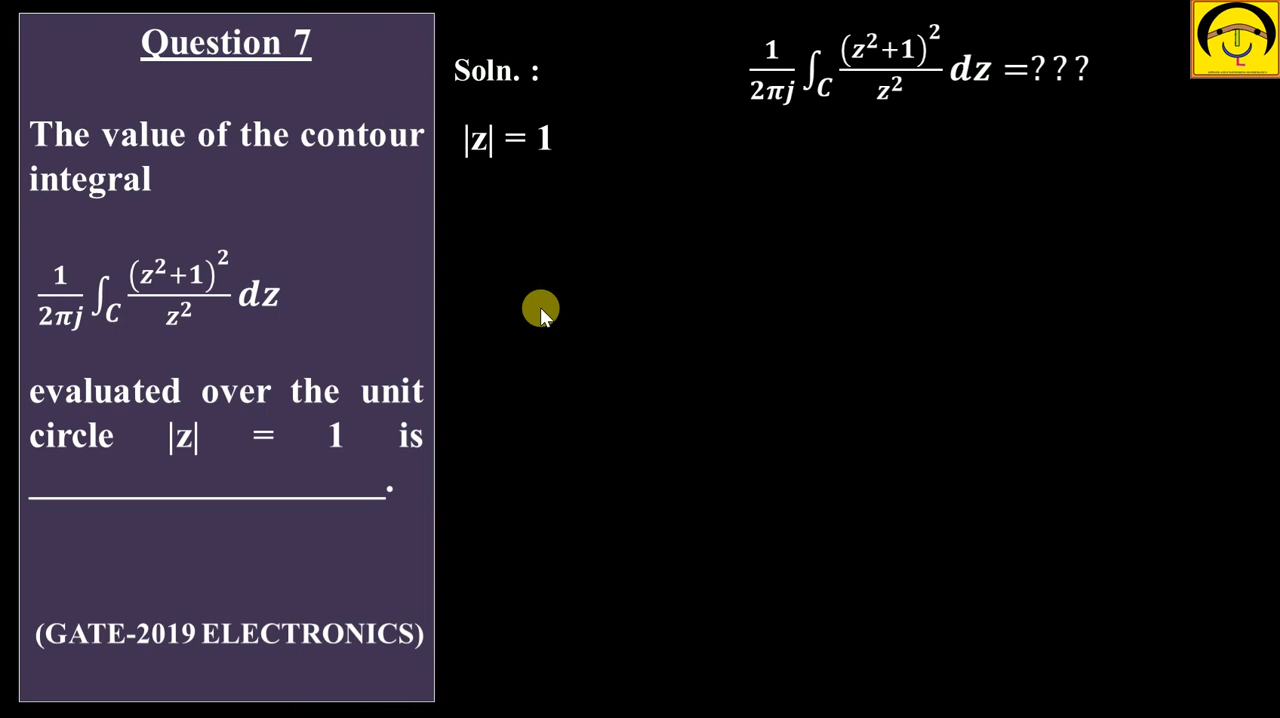 Question 7
The value of the contour
integral
1/2πj ∫_C (z²+1)²/z² dz
evaluated over the unit
circle |z| = 1 is
____________________.
(GATE-2019 ELECTRONICS)
Soln. :
1/2πj ∫_C (z²+1)²/z² dz =???
|z| = 1